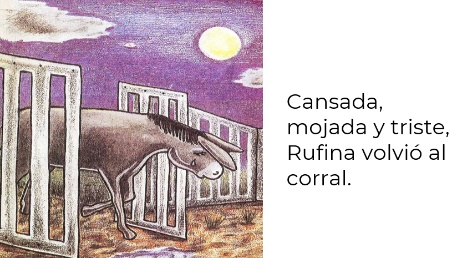 Cansada,
mojada y triste,
Rufina volvió al
corral.